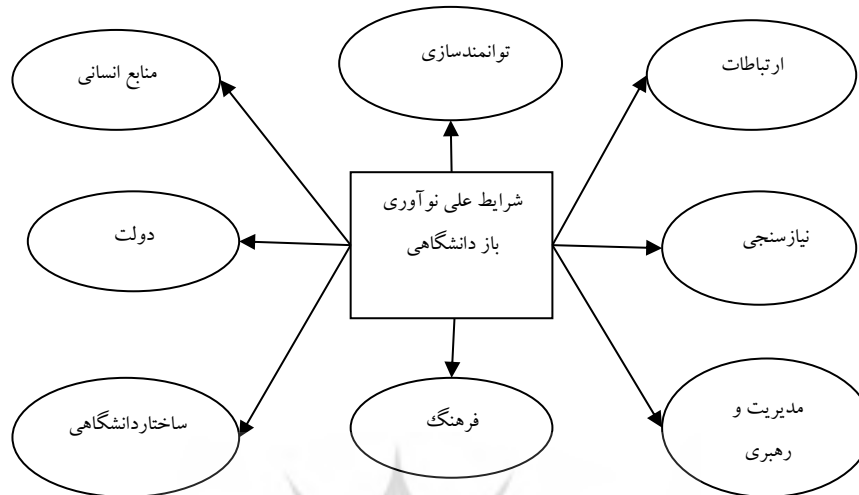 ارتباطات
توانمندسازی
منابع انسانی
شرایط علی نوآوری
باز دانشگاهی
نیازسنجی
دولت
مدیریت و
رهبری
فرهنگ
ساختاردانشگاهی